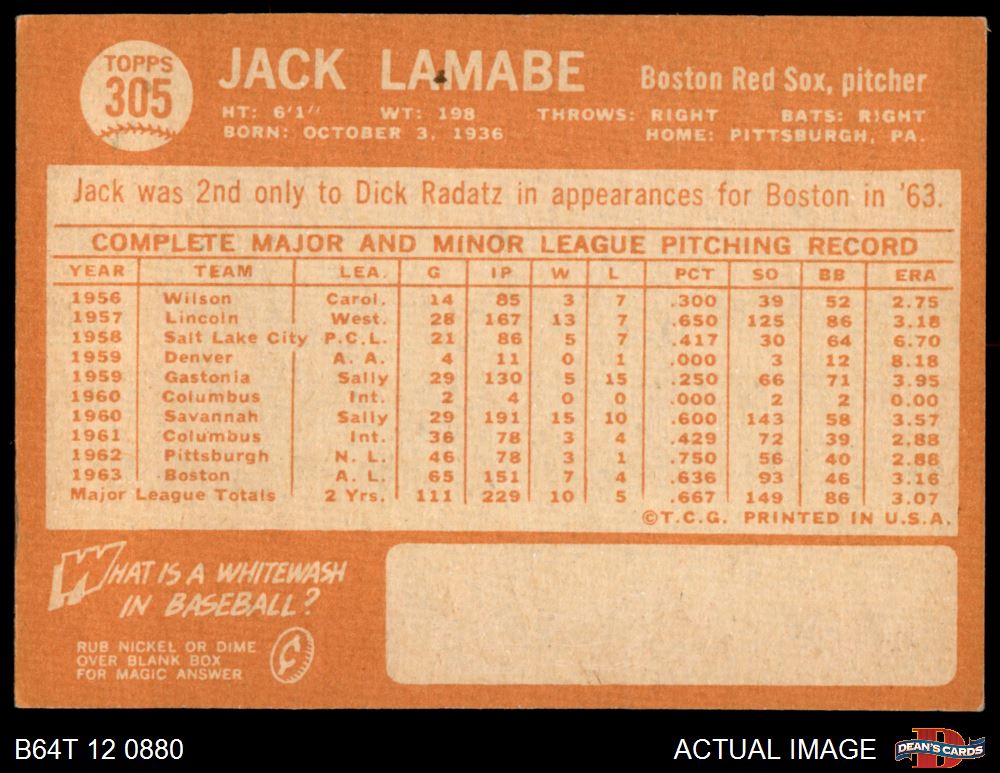 TOPPS
305
JACK LAMABE
Boston Red Sox, pitcher
HT: 6'1" WT: 198 THROWS: RIGHT BATS: RIGHT
BORN: OCTOBER 3, 1936 HOME: PITTSBURGH, PA.
Jack was 2nd only to Dick Radatz in appearances for Boston in '63.
COMPLETE MAJOR AND MINOR LEAGUE PITCHING RECORD
YEAR TEAM LEA. G IP W L PCT SO BB ERA
1956 Wilson Carol. 14 85 3 7 .300 39 52 2.75
1957 Lincoln West. 28 167 13 7 .650 125 86 3.18
1958 Salt Lake City P.C.L. 21 86 5 7 .417 30 64 6.70
1959 Denver A. A. 4 11 0 1 .000 3 12 8.18
1959 Gastonia Sally 29 130 5 15 .250 66 71 3.95
1960 Columbus Int. 2 4 0 0 .000 2 2 0.00
1960 Savannah Sally 29 191 15 10 .600 143 58 3.57
1961 Columbus Int. 36 78 3 4 .429 72 39 2.88
1962 Pittsburgh N. L. 46 78 3 1 .750 56 40 2.88
1963 Boston A. L. 65 151 7 4 .636 93 46 3.16
Major League Totals 2 Yrs. 111 229 10 5 .667 149 86 3.07
©T.C.G. PRINTED IN U.S.A.
WHAT IS A WHITEWASH
IN BASEBALL?
RUB NICKEL OR DIME
OVER BLANK BOX
FOR MAGIC ANSWER
B64T 12 0880
ACTUAL IMAGE
D
DEAN'S CARDS